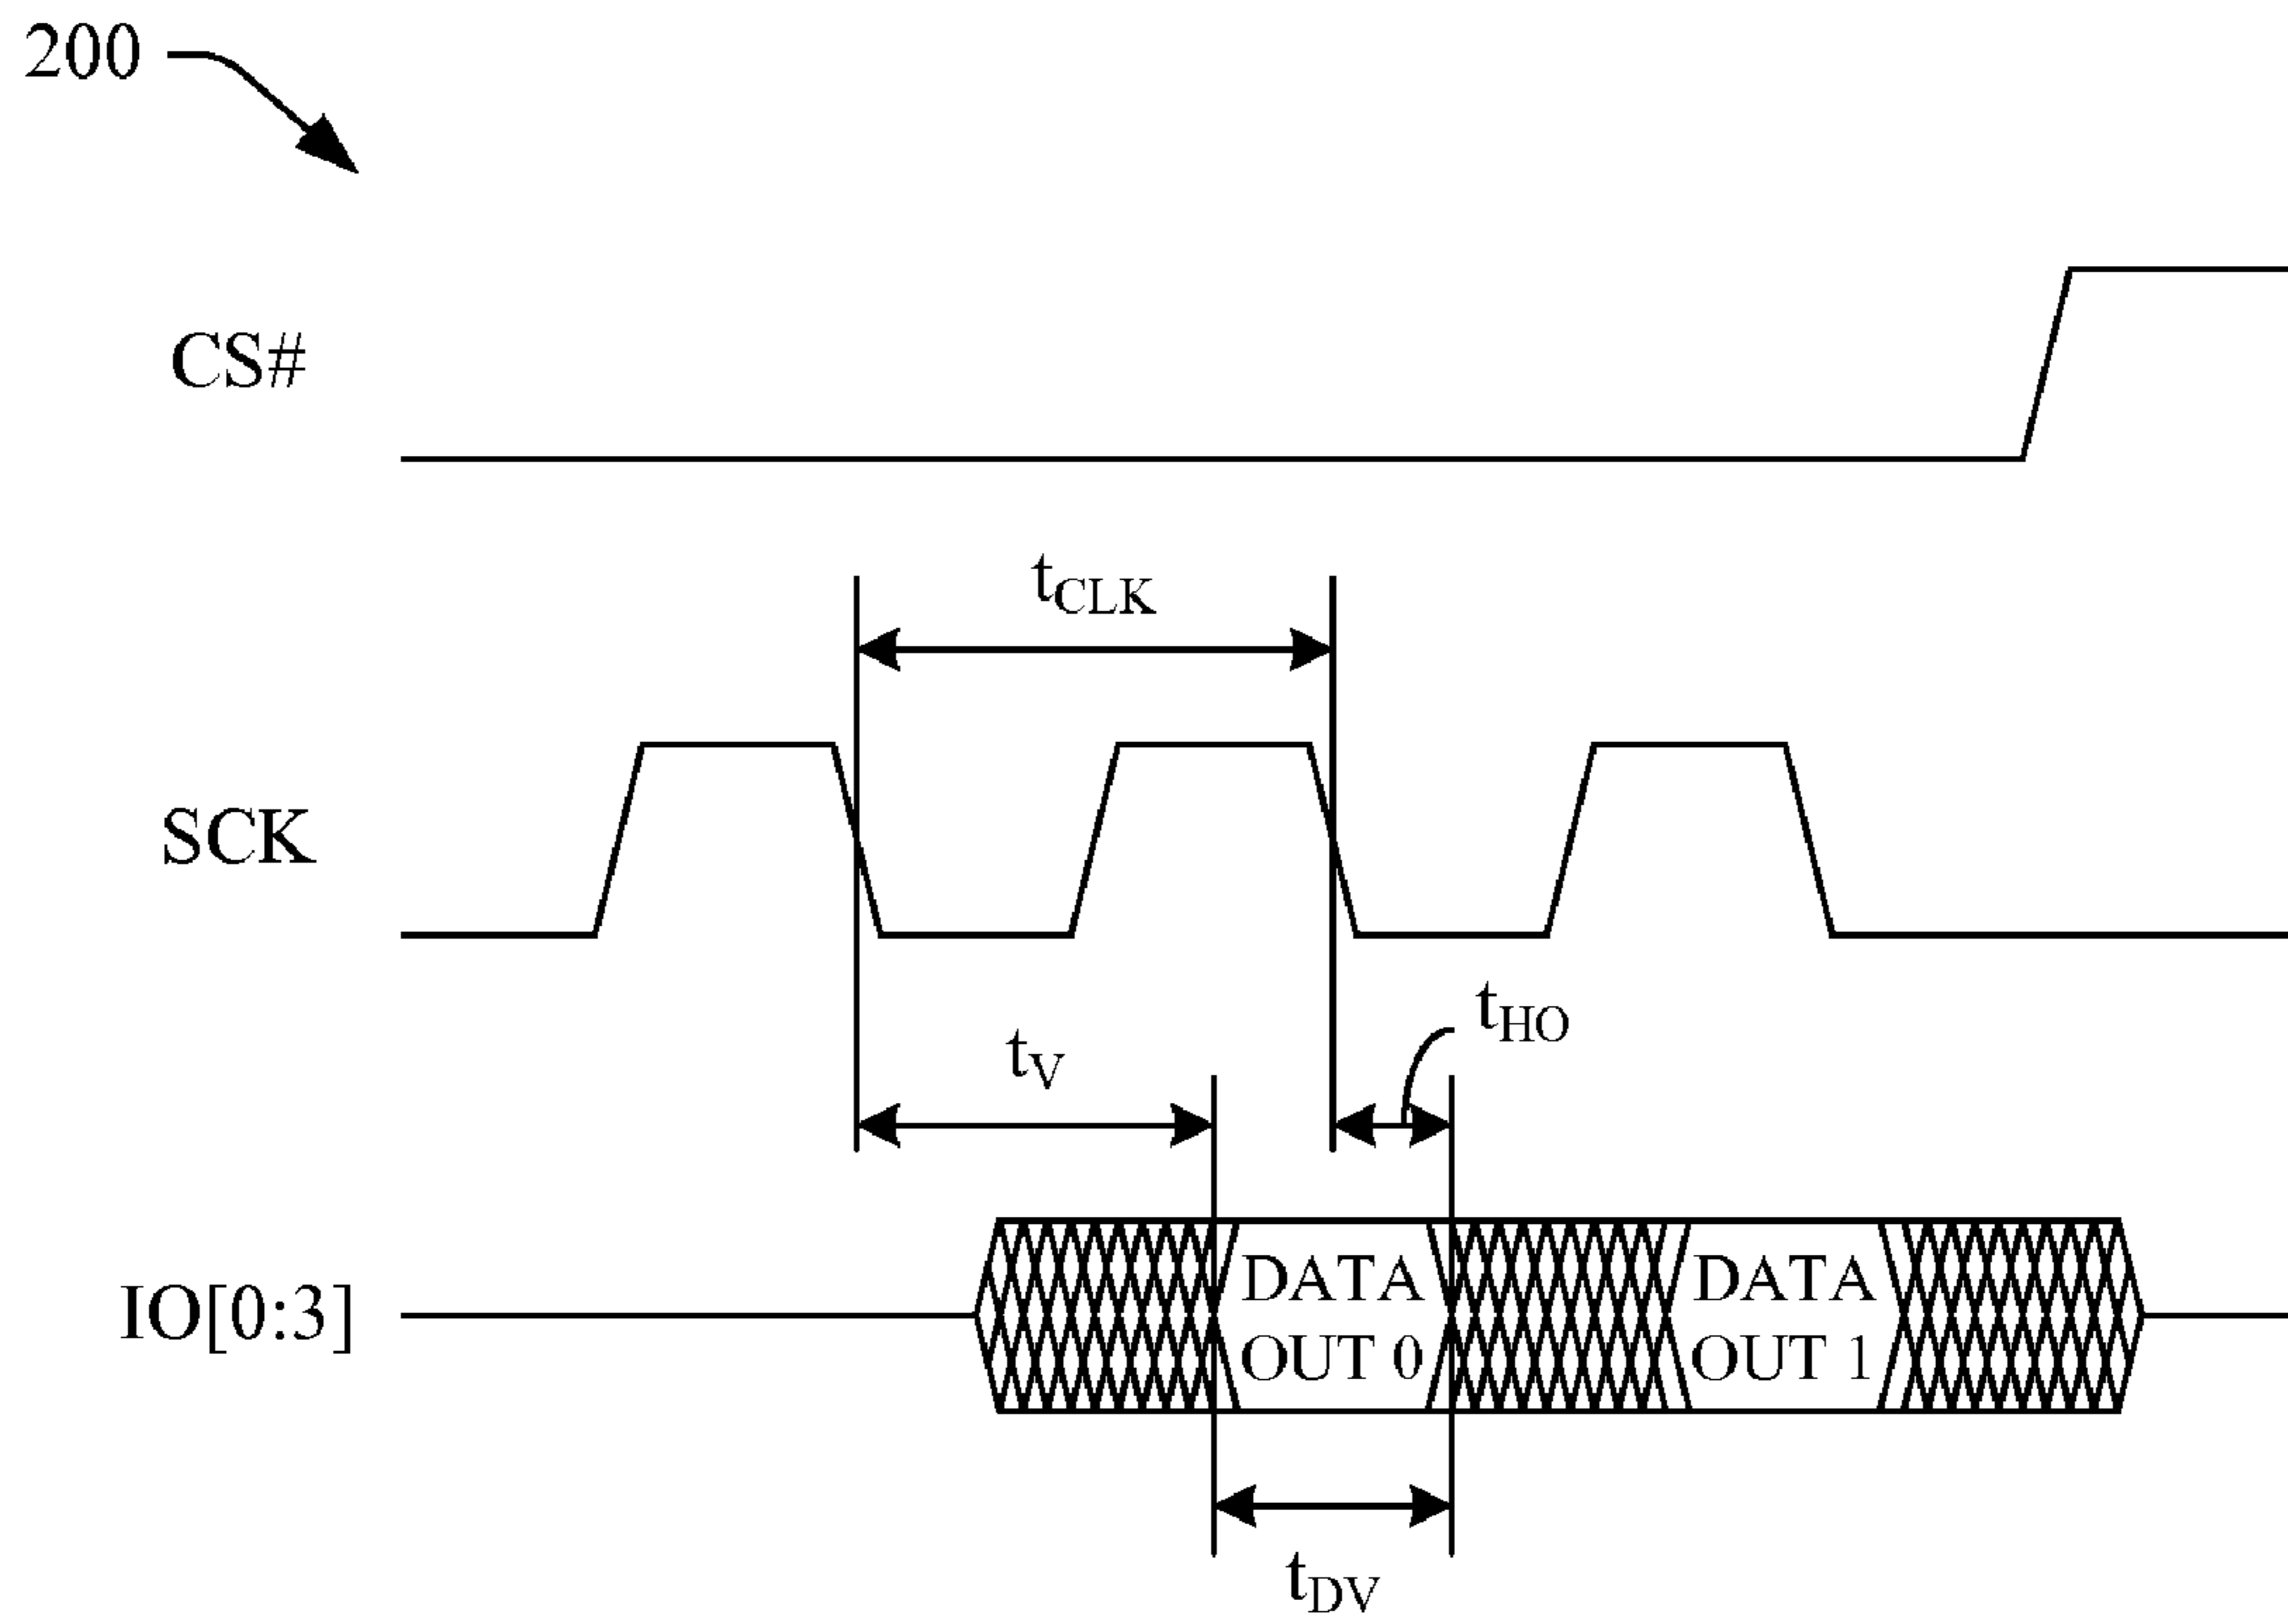 200
CS#
tCLK
SCK
tHO
tV
IO[0:3]
DATA
OUT 0
DATA
OUT 1
tDV